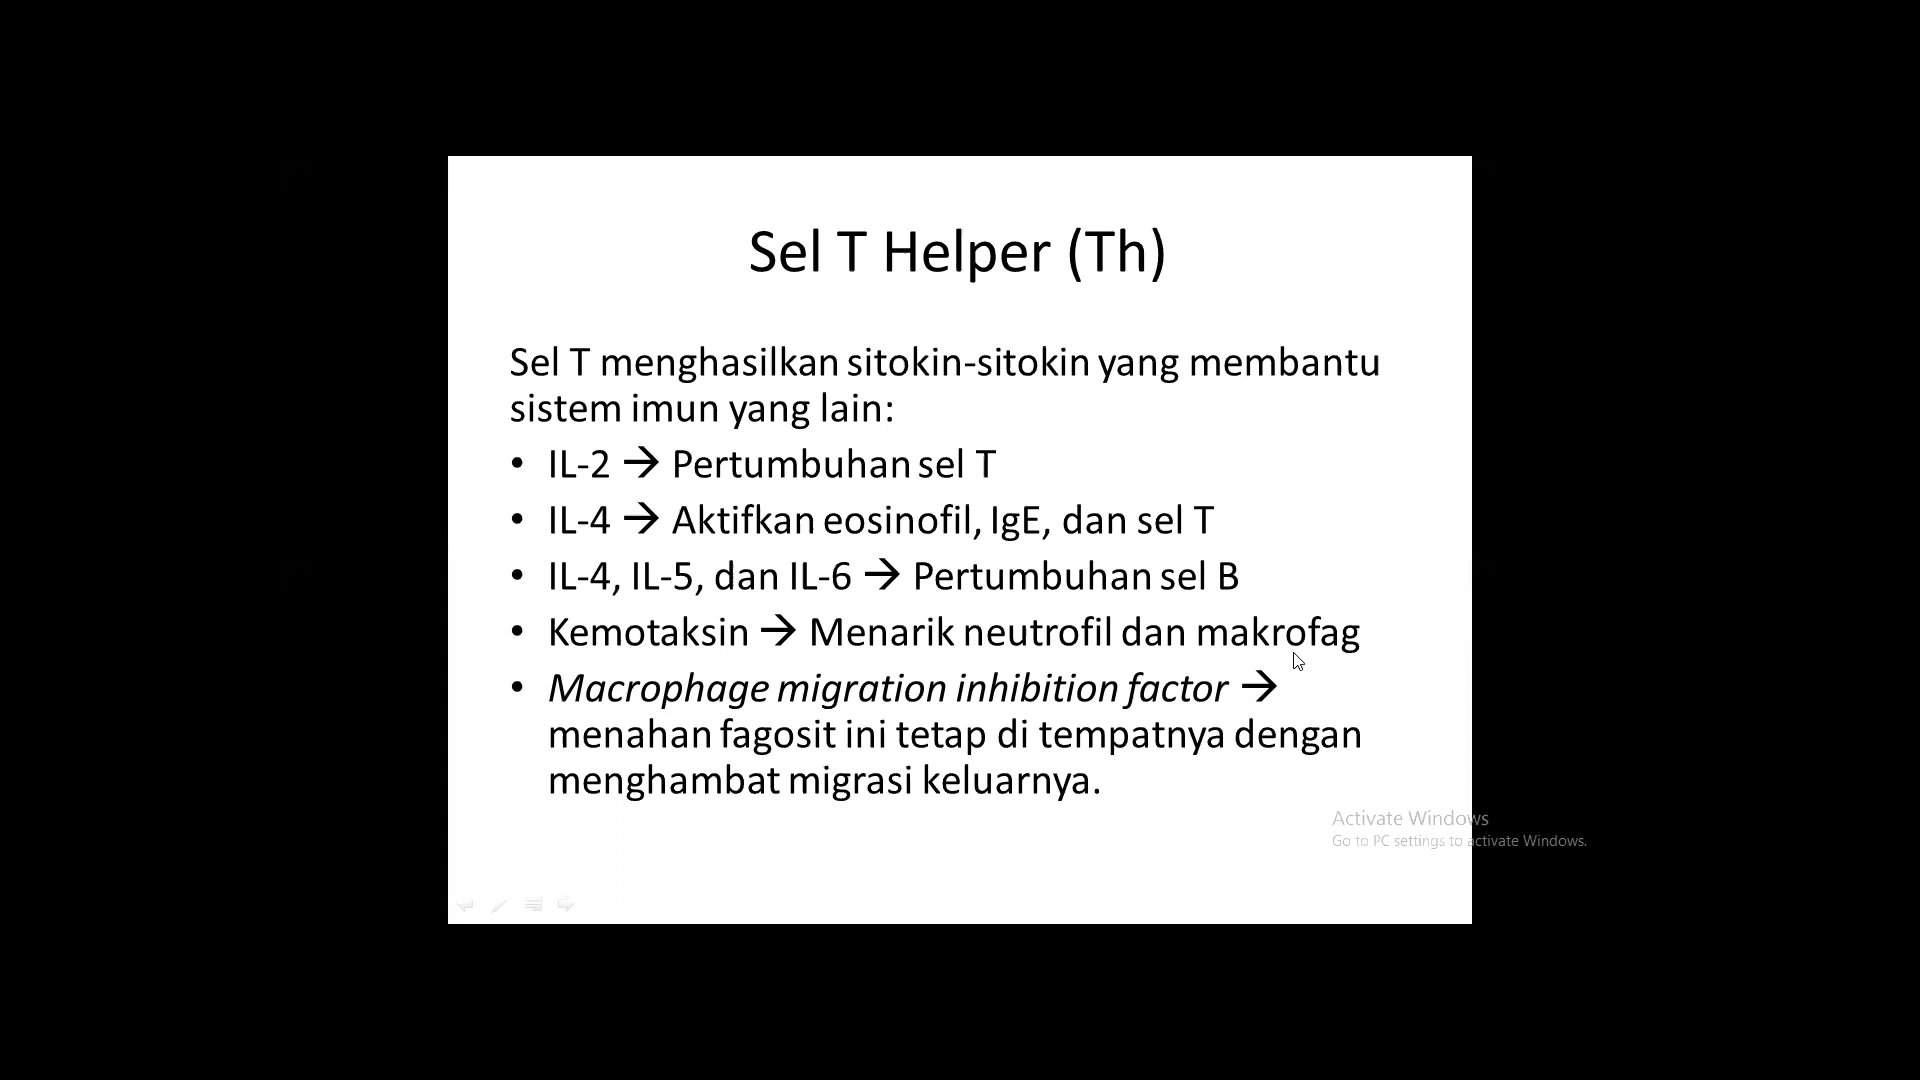 Sel T Helper (Th)
Sel T menghasilkan sitokin-sitokin yang membantu
sistem imun yang lain:
• IL-2 → Pertumbuhan sel T
• IL-4 → Aktifkan eosinofil, IgE, dan sel T
• IL-4, IL-5, dan IL-6 → Pertumbuhan sel B
• Kemotaksin → Menarik neutrofil dan makrofag
• Macrophage migration inhibition factor →
menahan fagosit ini tetap di tempatnya dengan
menghambat migrasi keluarnya.
Activate Windows
Go to PC settings to activate Windows.